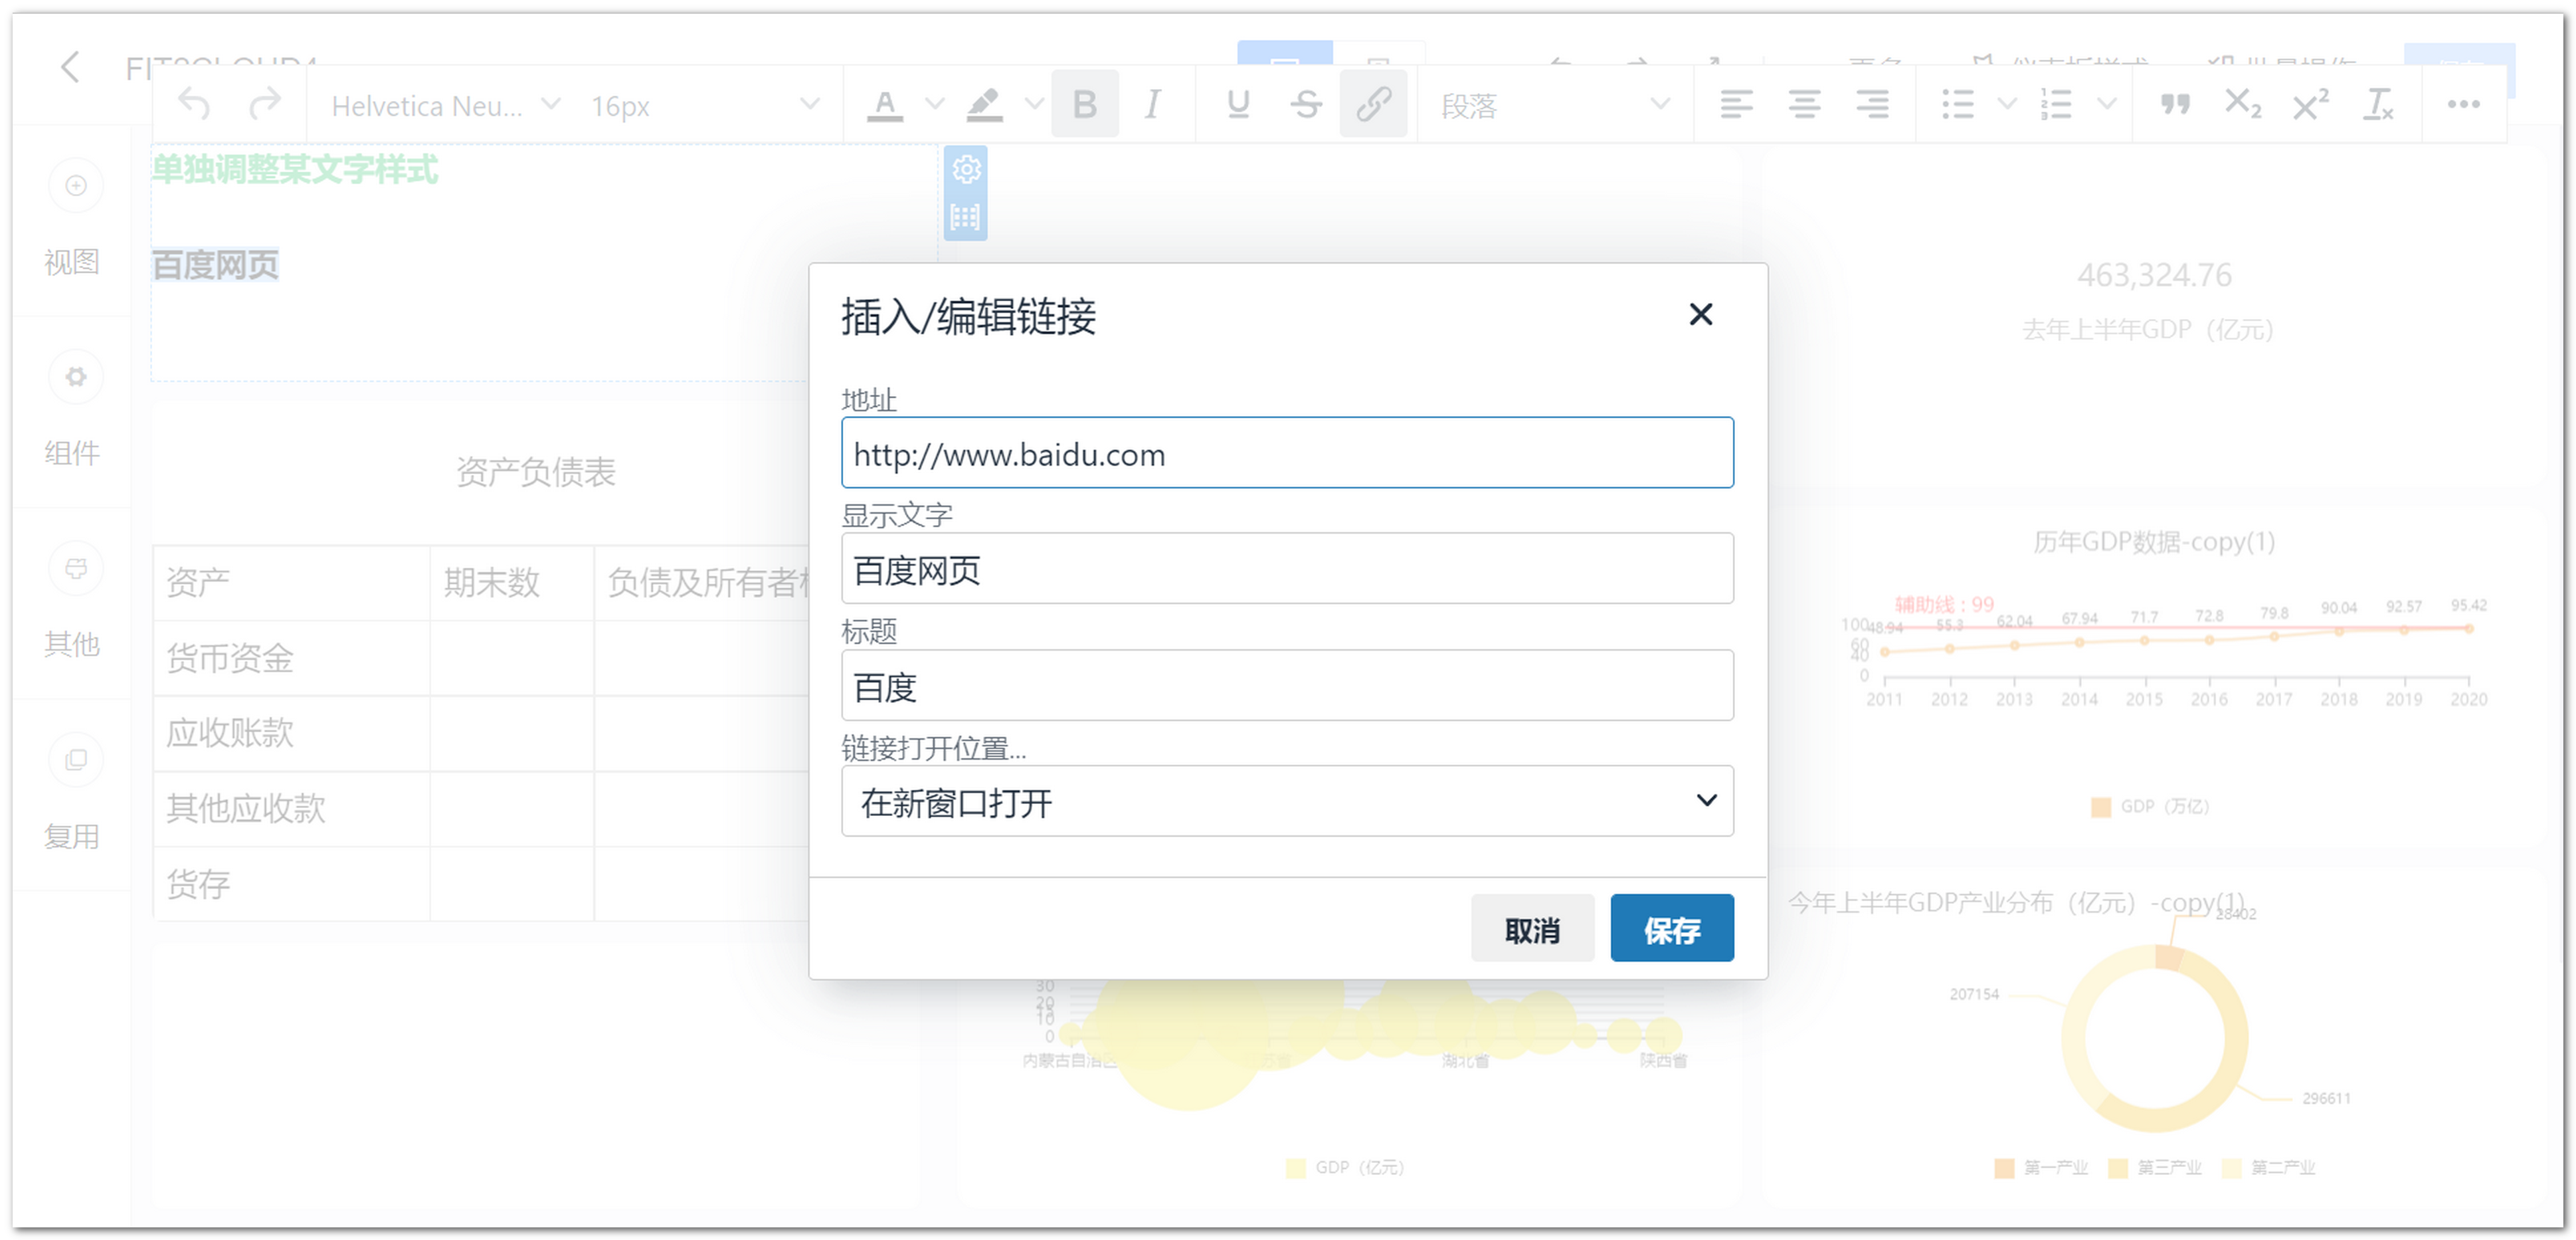 Helvetica Neu... 16px A B I U S 段落
单独调整某文字样式
百度网页
视图
组件
其他
复用
资产负债表
资产 期末数 负债及所有者
货币资金
应收账款
其他应收款
货存
插入/编辑链接
地址
http://www.baidu.com
显示文字
百度网页
标题
百度
链接打开位置...
在新窗口打开
取消 保存
463,324.76
去年上半年GDP（亿元）
历年GDP数据-copy(1)
辅助线 : 99
48.94 55.3 62.04 67.94 71.7 72.8 79.8 90.04 92.57 95.42
100
60
40
0
2011 2012 2013 2014 2015 2016 2017 2018 2019 2020
GDP（万亿）
今年上半年GDP产业分布（亿元）-copy(1)
28402
207154
296611
第一产业 第三产业 第二产业
30
20
10
0
内蒙古自治区 湖北省 陕西省
GDP（亿元）